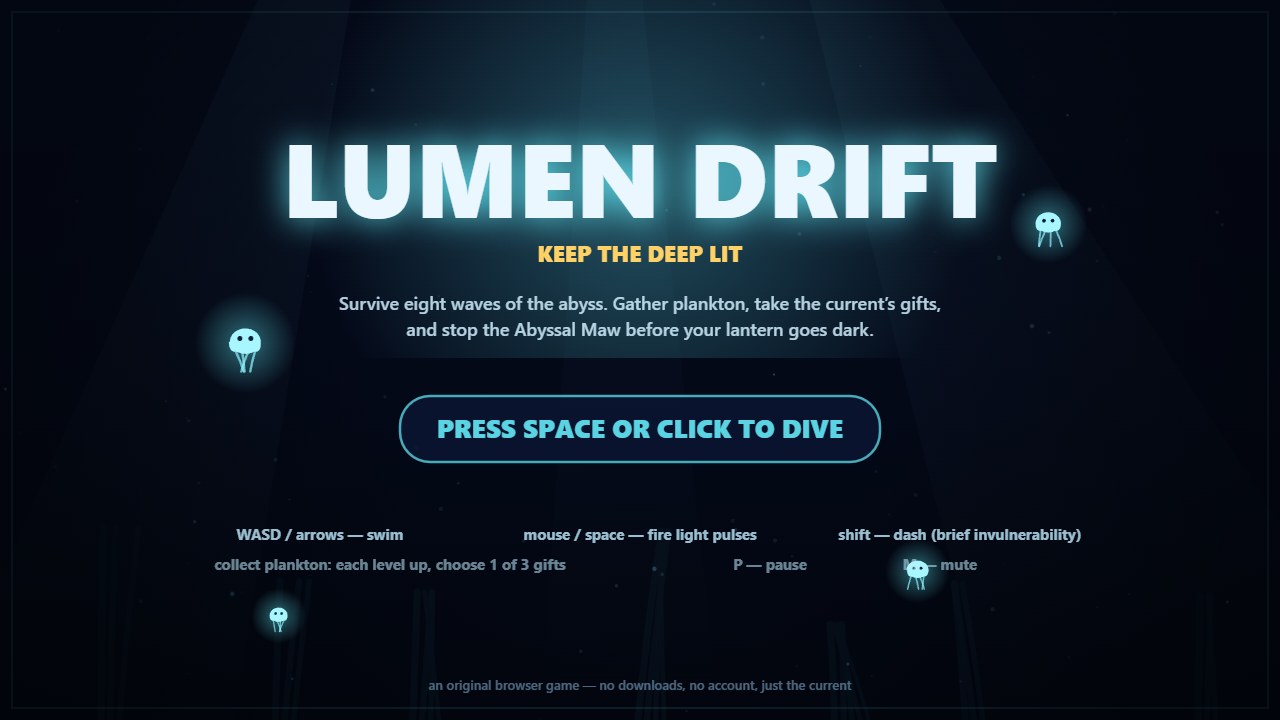 LUMEN DRIFT
KEEP THE DEEP LIT
Survive eight waves of the abyss. Gather plankton, take the current’s gifts,
and stop the Abyssal Maw before your lantern goes dark.
PRESS SPACE OR CLICK TO DIVE
WASD / arrows — swim mouse / space — fire light pulses shift — dash (brief invulnerability)
collect plankton: each level up, choose 1 of 3 gifts P — pause — mute
an original browser game — no downloads, no account, just the current